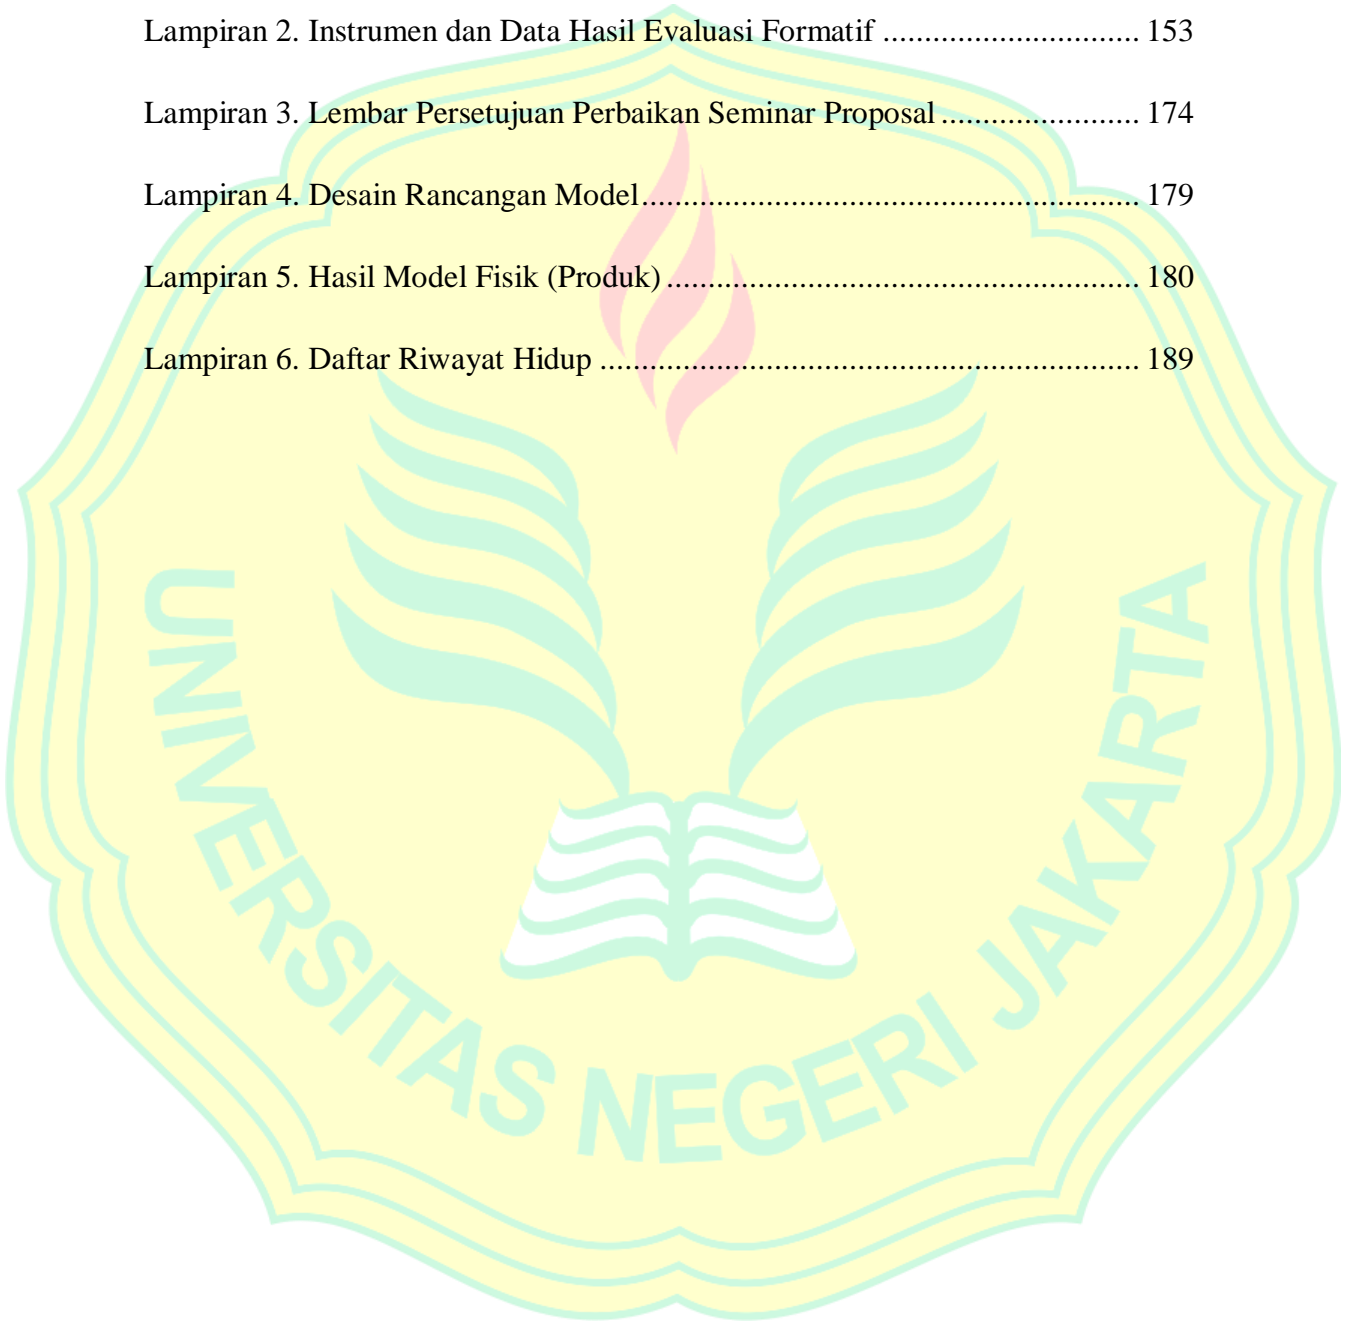 Lampiran 2. Instrumen dan Data Hasil Evaluasi Formatif ............................... 153
Lampiran 3. Lembar Persetujuan Perbaikan Seminar Proposal ........................ 174
Lampiran 4. Desain Rancangan Model ............................................................ 179
Lampiran 5. Hasil Model Fisik (Produk) ......................................................... 180
Lampiran 6. Daftar Riwayat Hidup ................................................................. 189
UNIVERSITAS NEGERI JAKARTA